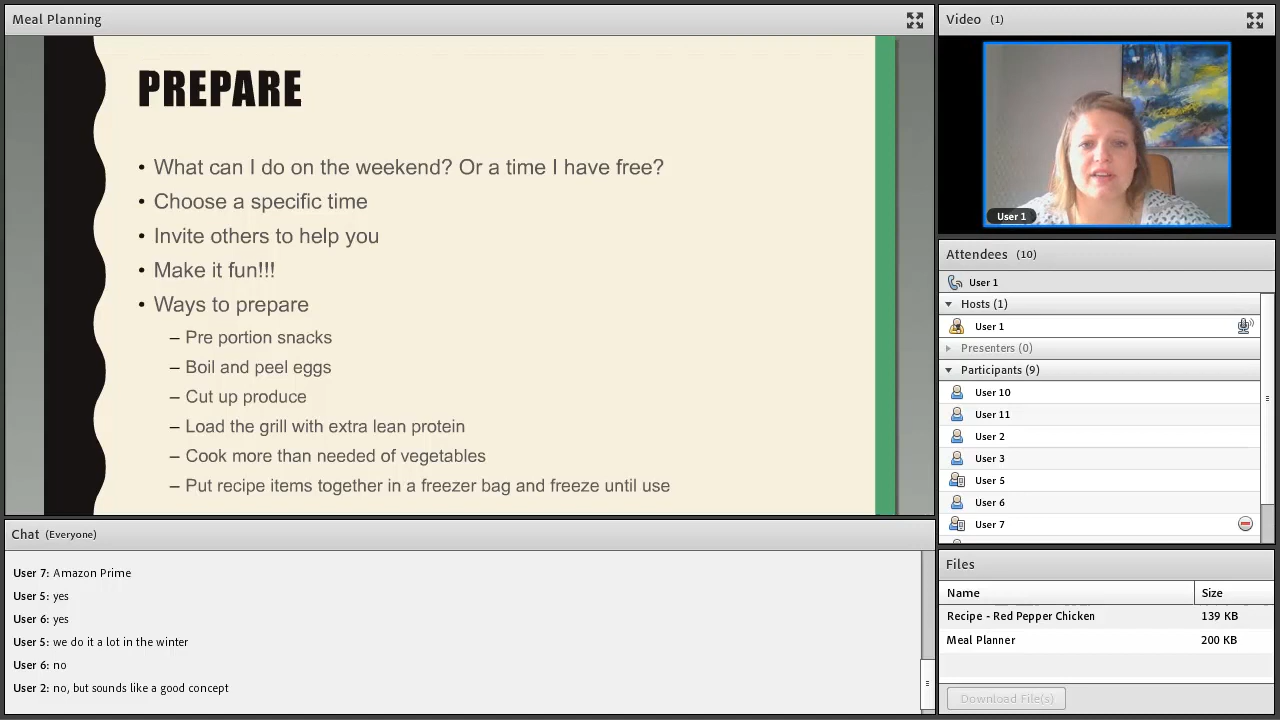 Meal Planning
PREPARE
• What can I do on the weekend? Or a time I have free?
• Choose a specific time
• Invite others to help you
• Make it fun!!!
• Ways to prepare
– Pre portion snacks
– Boil and peel eggs
– Cut up produce
– Load the grill with extra lean protein
– Cook more than needed of vegetables
– Put recipe items together in a freezer bag and freeze until use
Chat (Everyone)
User 7: Amazon Prime
User 5: yes
User 6: yes
User 5: we do it a lot in the winter
User 6: no
User 2: no, but sounds like a good concept
Video (1)
User 1
Attendees (10)
User 1
Hosts (1)
User 1
Presenters (0)
Participants (9)
User 10
User 11
User 2
User 3
User 5
User 6
User 7
Files
Name Size
Recipe - Red Pepper Chicken 139 KB
Meal Planner 200 KB
Download File(s)